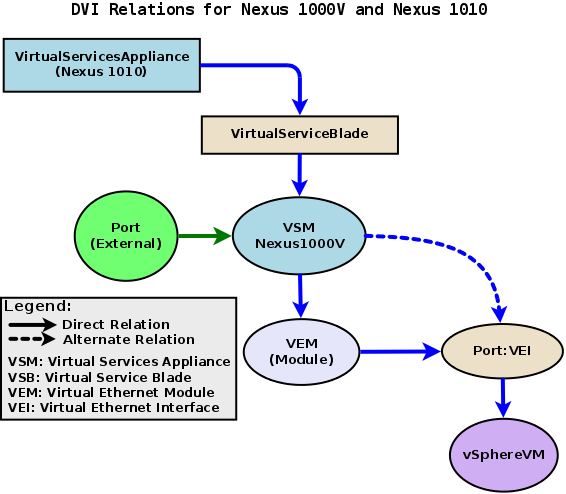 DVI Relations for Nexus 1000V and Nexus 1010
VirtualServicesAppliance
(Nexus 1010)
VirtualServiceBlade
Port
(External)
VSM
Nexus1000V
Legend:
Direct Relation
Alternate Relation
VSM: Virtual Services Appliance
VSB: Virtual Service Blade
VEM: Virtual Ethernet Module
VEI: Virtual Ethernet Interface
VEM
(Module)
Port:VEI
vSphereVM